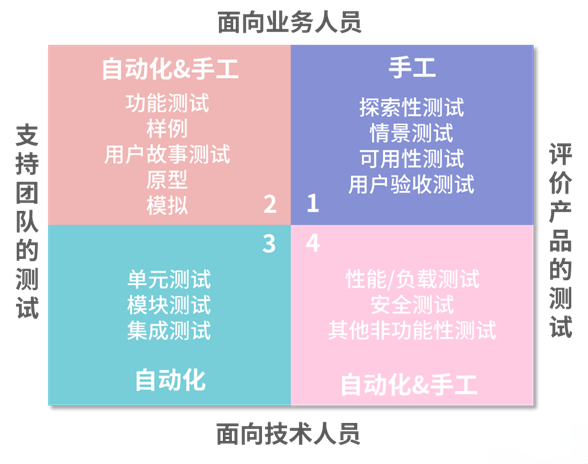 面向业务人员
支持团队的测试
自动化&手工
功能测试
样例
用户故事测试
原型
模拟
2
手工
探索性测试
情景测试
可用性测试
用户验收测试
1
评价产品的测试
3
单元测试
模块测试
集成测试
自动化
4
性能/负载测试
安全测试
其他非功能性测试
自动化&手工
面向技术人员